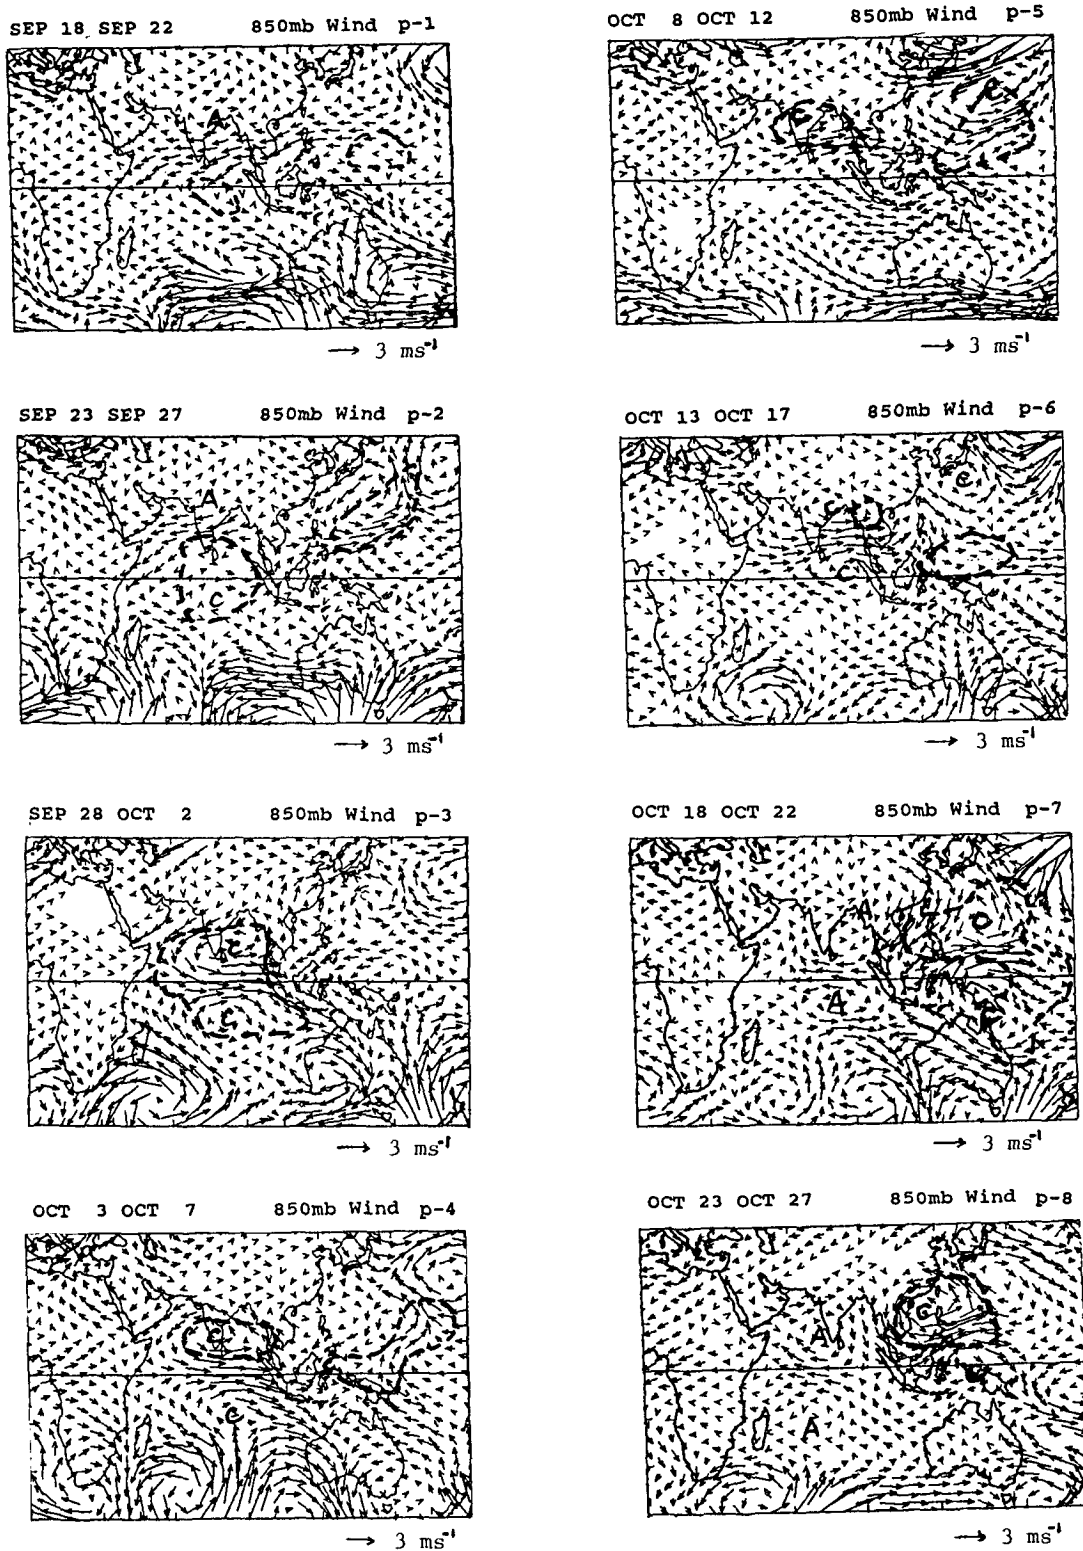 SEP 18 SEP 22 850mb Wind p-1
A
→ 3 ms⁻¹
SEP 23 SEP 27 850mb Wind p-2
A
C
→ 3 ms⁻¹
SEP 28 OCT 2 850mb Wind p-3
C
C
→ 3 ms⁻¹
OCT 3 OCT 7 850mb Wind p-4
C
C
→ 3 ms⁻¹
OCT 8 OCT 12 850mb Wind p-5
C
C
→ 3 ms⁻¹
OCT 13 OCT 17 850mb Wind p-6
C
C
C
→ 3 ms⁻¹
OCT 18 OCT 22 850mb Wind p-7
A
C
A
C
→ 3 ms⁻¹
OCT 23 OCT 27 850mb Wind p-8
C
A
A
→ 3 ms⁻¹